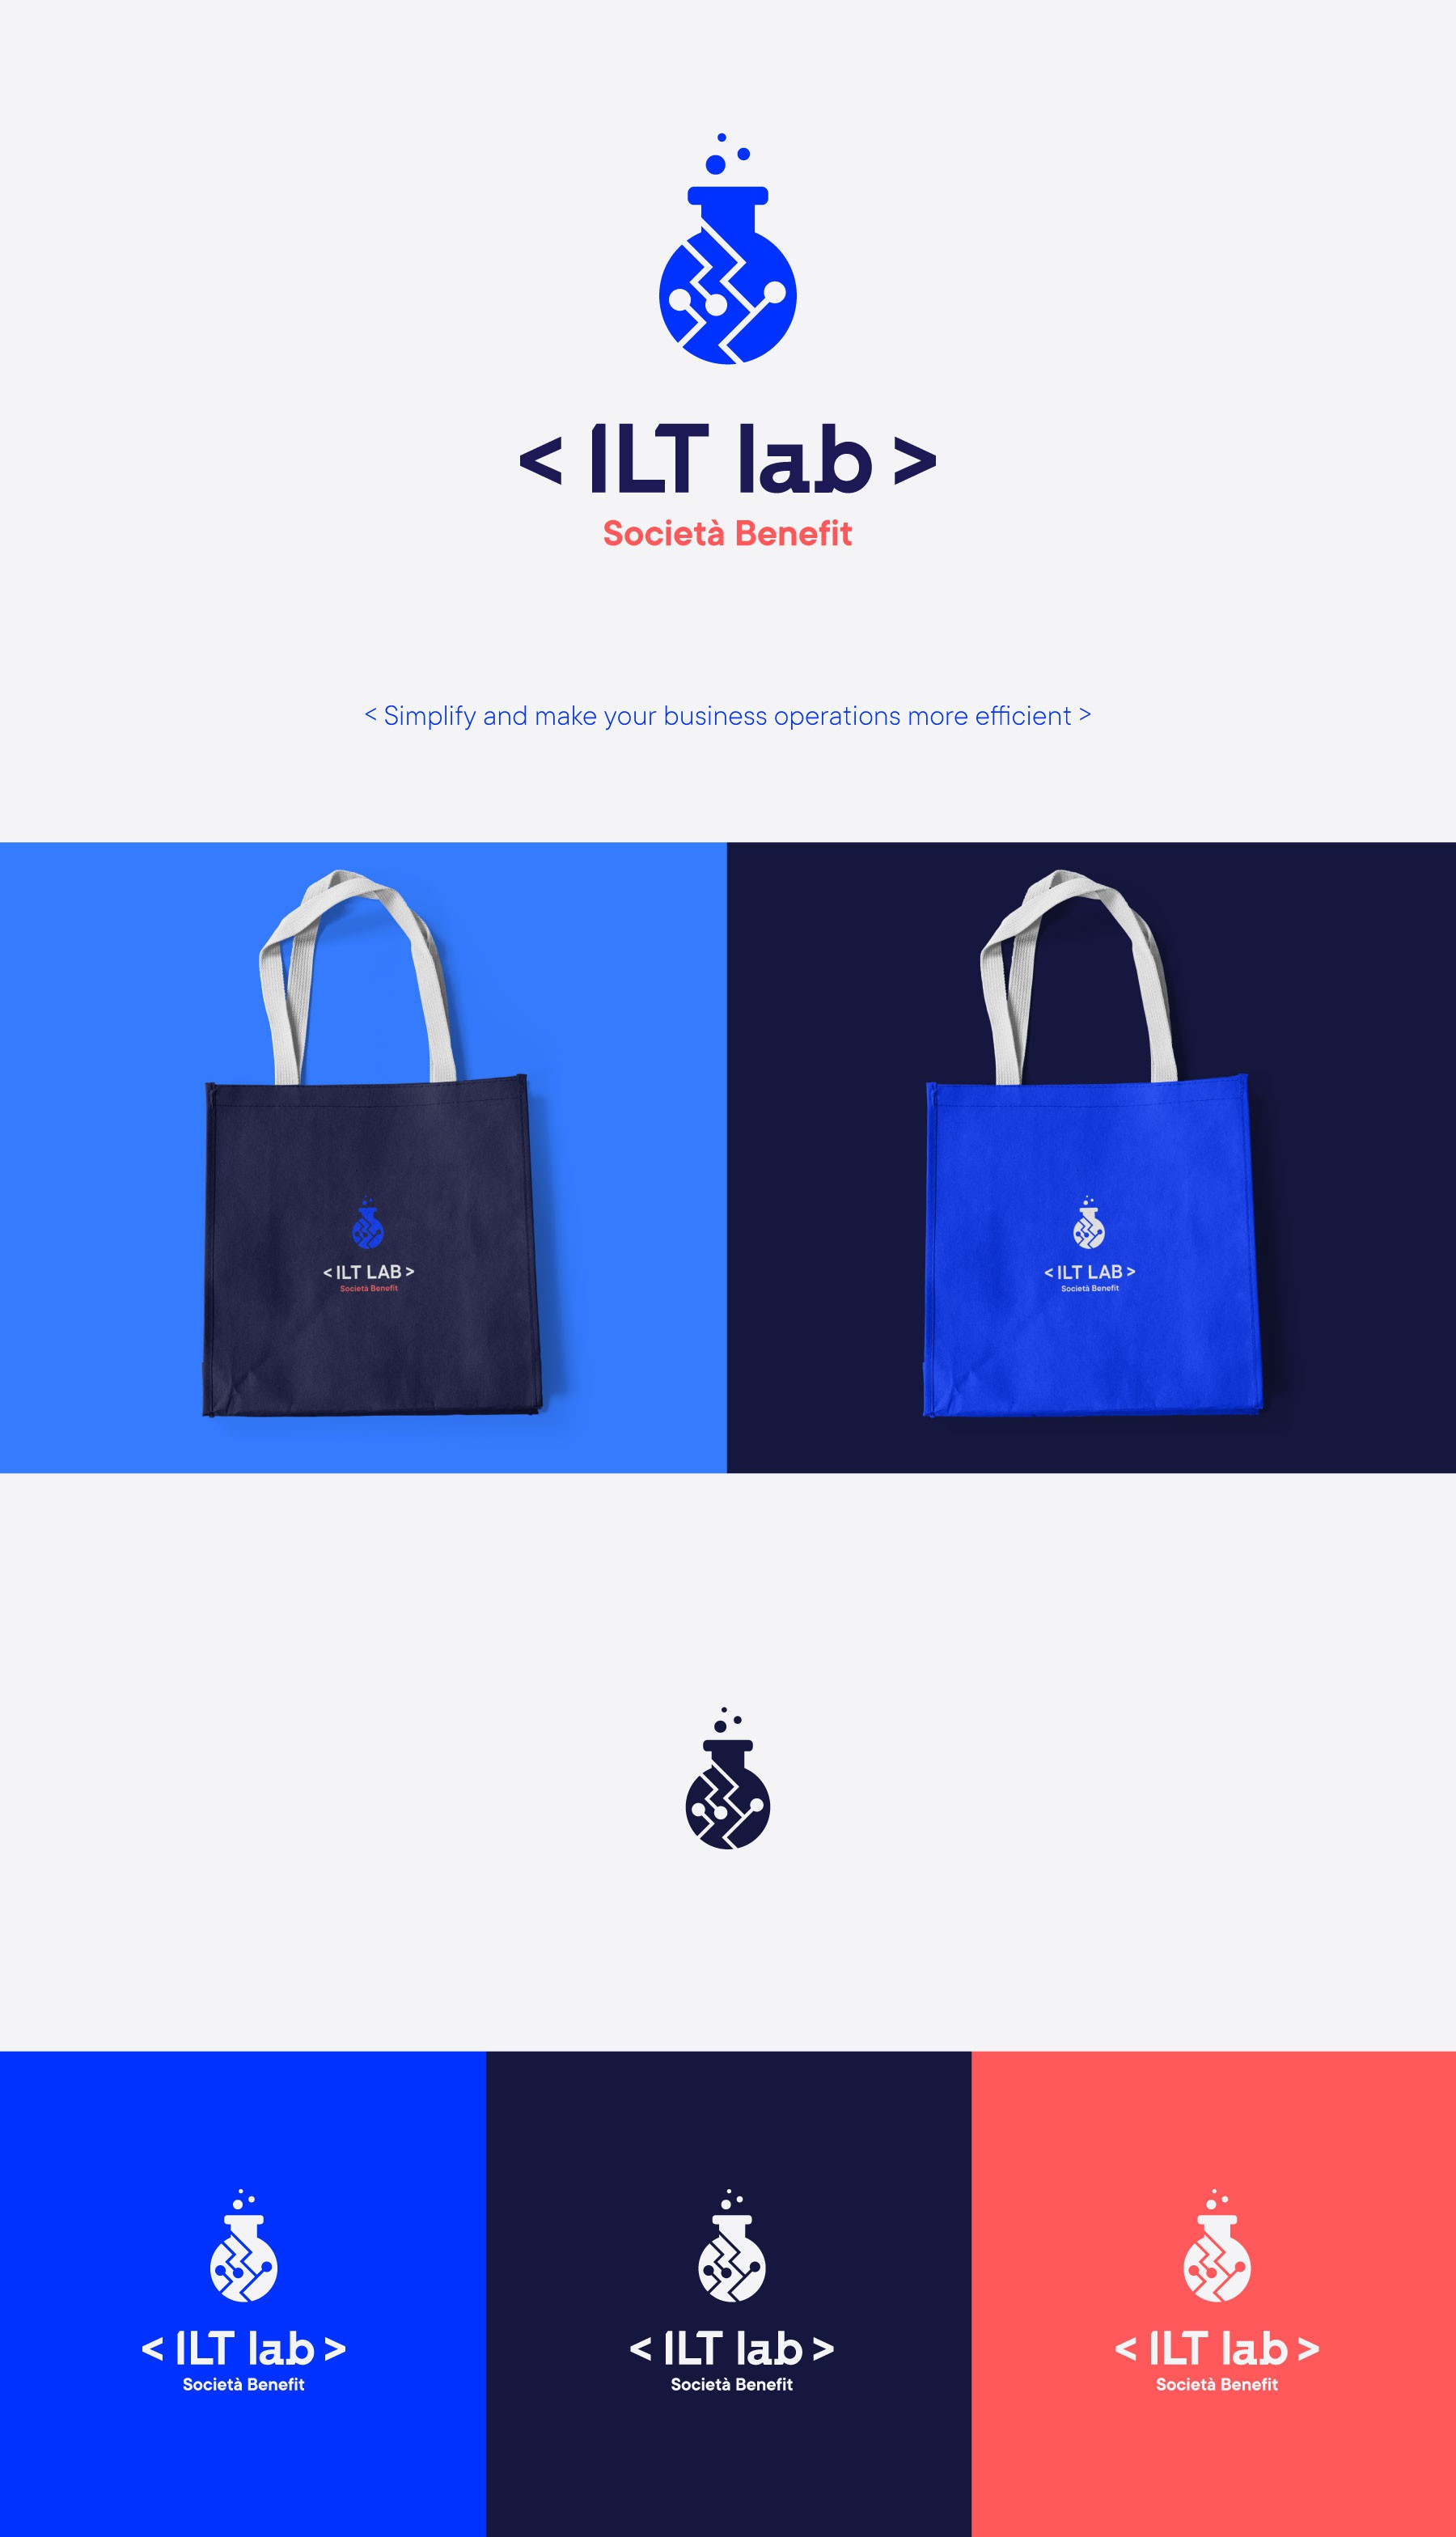 < ILT lab >
Società Benefit
< Simplify and make your business operations more efficient >
< ILT LAB >
Società Benefit
< ILT LAB >
Società Benefit
< ILT lab >
Società Benefit
< ILT lab >
Società Benefit
< ILT lab >
Società Benefit